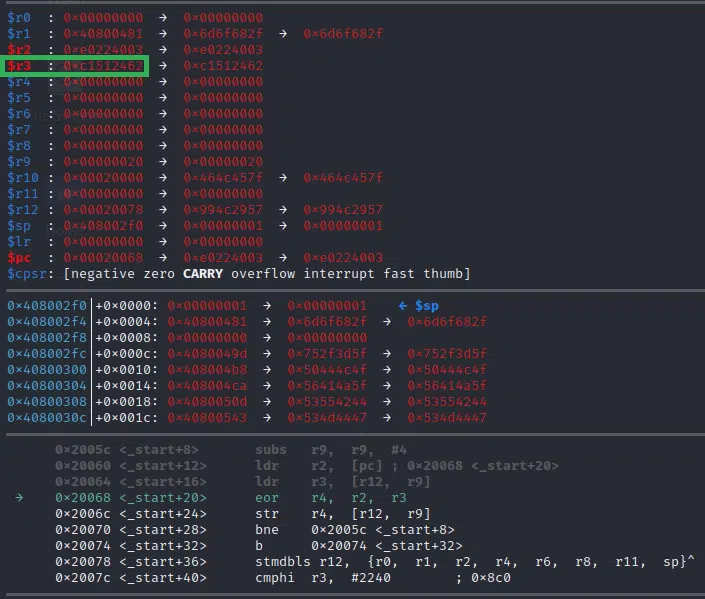 $r0  : 0×00000000  →  0×00000000
$r1  : 0×40800481  →  0×6d6f682f  →  0×6d6f682f
$r2  : 0×e0224003  →  0×e0224003
$r3  : 0×c1512462  →  0×c1512462
$r4  : 0×00000000  →  0×00000000
$r5  : 0×00000000  →  0×00000000
$r6  : 0×00000000  →  0×00000000
$r7  : 0×00000000  →  0×00000000
$r8  : 0×00000000  →  0×00000000
$r9  : 0×00000020  →  0×00000020
$r10 : 0×00020000  →  0×464c457f  →  0×464c457f
$r11 : 0×00000000  →  0×00000000
$r12 : 0×00020078  →  0×994c2957  →  0×994c2957
$sp  : 0×408002f0  →  0×00000001  →  0×00000001
$lr  : 0×00000000  →  0×00000000
$pc  : 0×00020068  →  0×e0224003  →  0×e0224003
$cpsr: [negative zero CARRY overflow interrupt fast thumb]
0×408002f0│+0×0000: 0×00000001  →  0×00000001    ← $sp
0×408002f4│+0×0004: 0×40800481  →  0×6d6f682f  →  0×6d6f682f
0×408002f8│+0×0008: 0×00000000  →  0×00000000
0×408002fc│+0×000c: 0×4080049d  →  0×752f3d5f  →  0×752f3d5f
0×40800300│+0×0010: 0×408004b8  →  0×50444c4f  →  0×50444c4f
0×40800304│+0×0014: 0×408004ca  →  0×56414a5f  →  0×56414a5f
0×40800308│+0×0018: 0×4080050d  →  0×53554244  →  0×53554244
0×4080030c│+0×001c: 0×40800543  →  0×534d4447  →  0×534d4447
0×2005c <_start+8>       subs   r9, r9, #4
0×20060 <_start+12>      ldr    r2, [pc] ; 0×20068 <_start+20>
0×20064 <_start+16>      ldr    r3, [r12, r9]
→  0×20068 <_start+20>      eor    r4, r2, r3
0×2006c <_start+24>      str    r4, [r12, r9]
0×20070 <_start+28>      bne    0×2005c <_start+8>
0×20074 <_start+32>      b      0×20074 <_start+32>
0×20078 <_start+36>      stmdbls r12, {r0, r1, r2, r4, r6, r8, r11, sp}^
0×2007c <_start+40>      cmphi  r3, #2240        ; 0×8c0